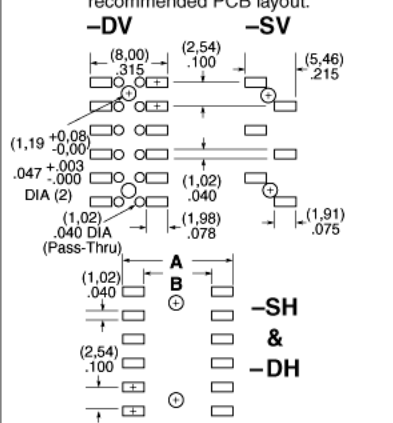 recommended PCB layout.
–DV
–SV
(8,00)
.315
(2,54)
.100
(5,46)
.215
(1,19 +0,08
-0,00)
.047 +.003
-.000
DIA (2)
(1,02)
.040
(1,02)
.040 DIA
(Pass-Thru)
(1,98)
.078
(1,91)
.075
A
B
(1,02)
.040
–SH
&
–DH
(2,54)
.100